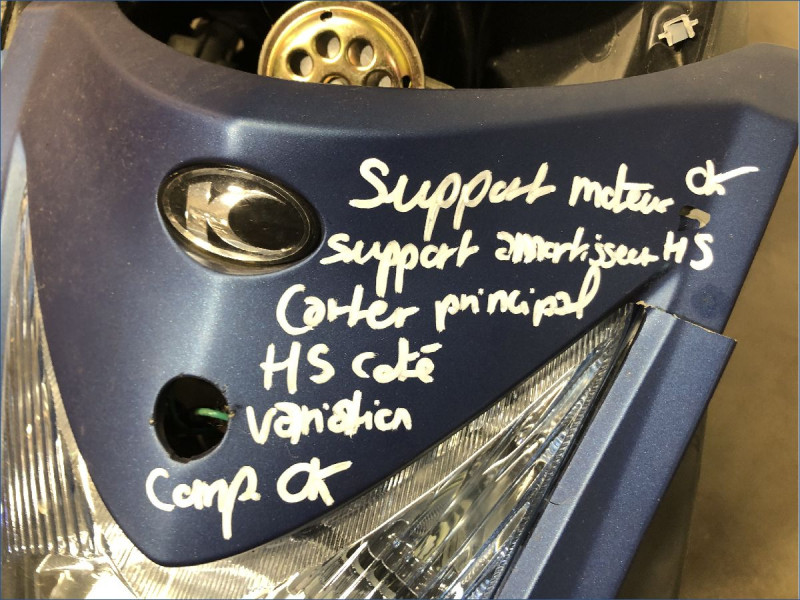 K
Support moteur OK
support amortisseur HS
Carter principal
HS coté
variation
Comp OK